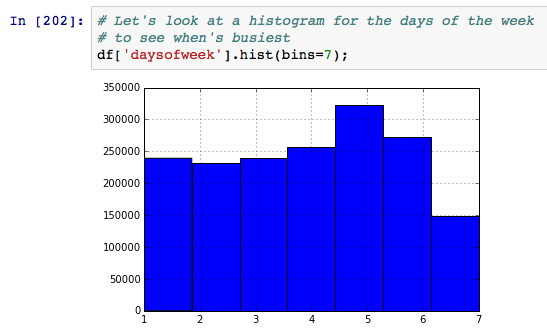 In [202]: # Let's look at a histogram for the days of the week
# to see when's busiest
df['daysofweek'].hist(bins=7);
350000
300000
250000
200000
150000
100000
50000
0
1 2 3 4 5 6 7